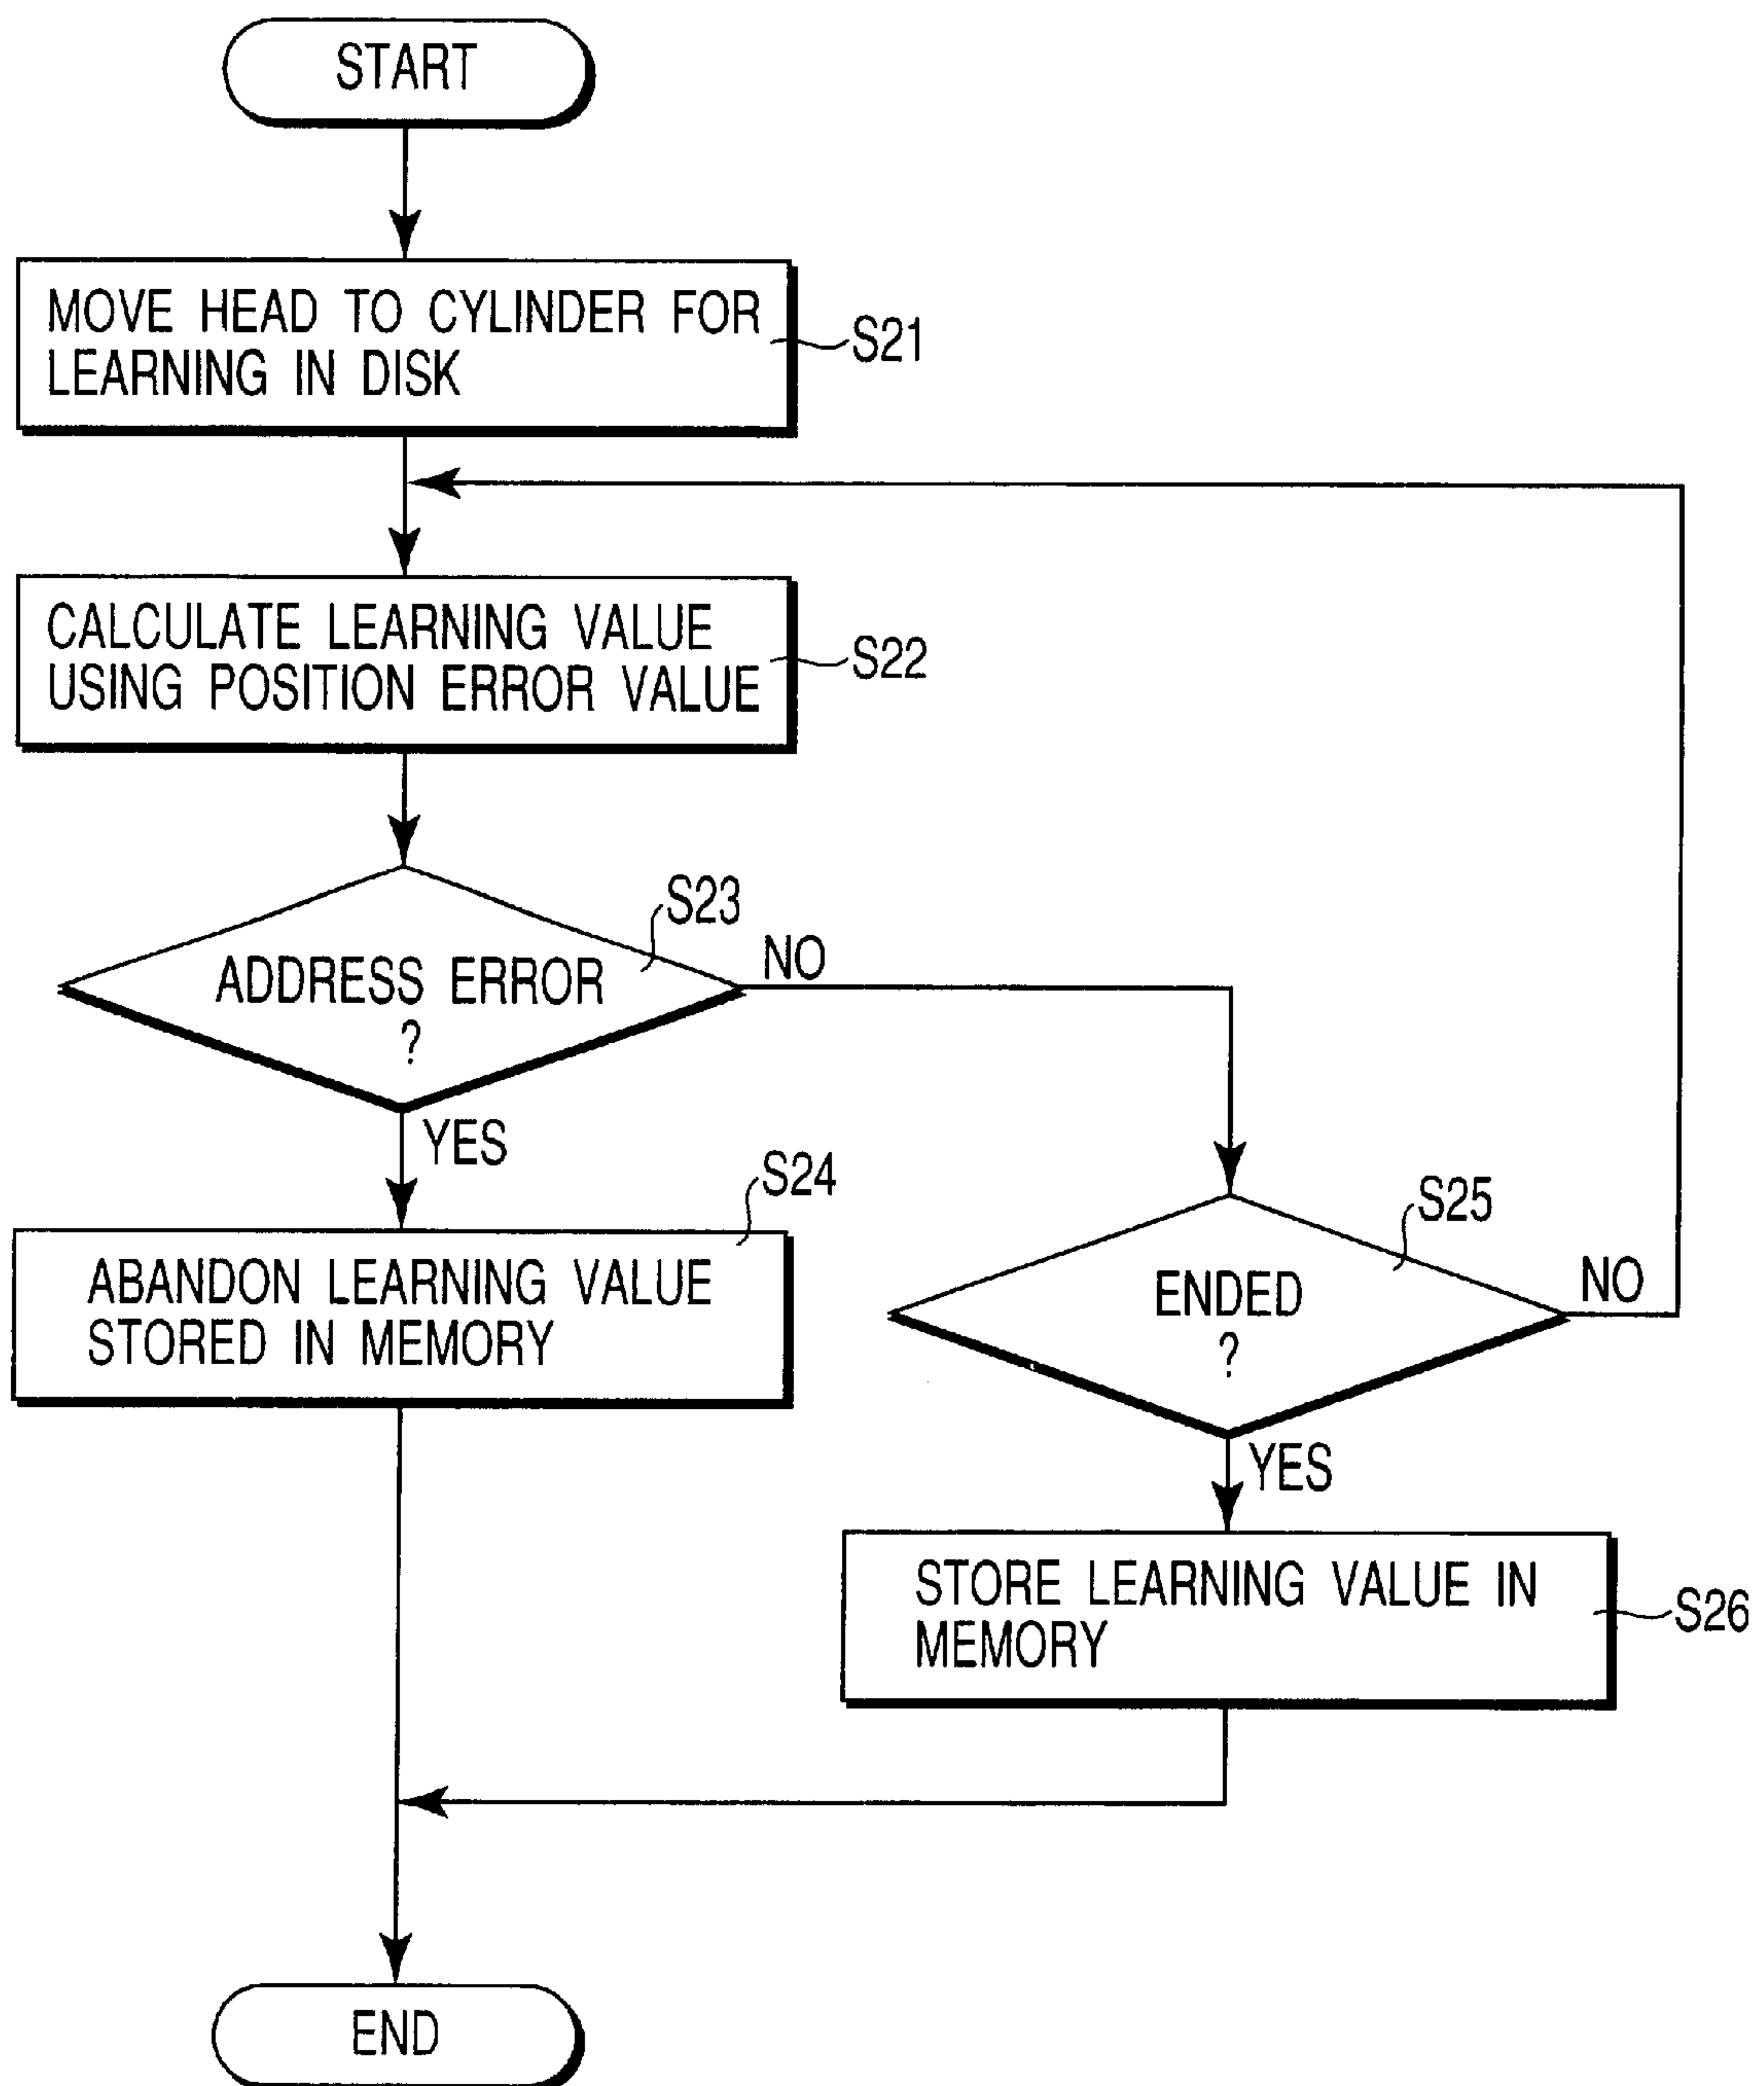 START
MOVE HEAD TO CYLINDER FOR
LEARNING IN DISK
S21
CALCULATE LEARNING VALUE
USING POSITION ERROR VALUE
S22
S23
ADDRESS ERROR
?
NO
YES
S24
ABANDON LEARNING VALUE
STORED IN MEMORY
S25
ENDED
?
NO
YES
STORE LEARNING VALUE IN
MEMORY
S26
END